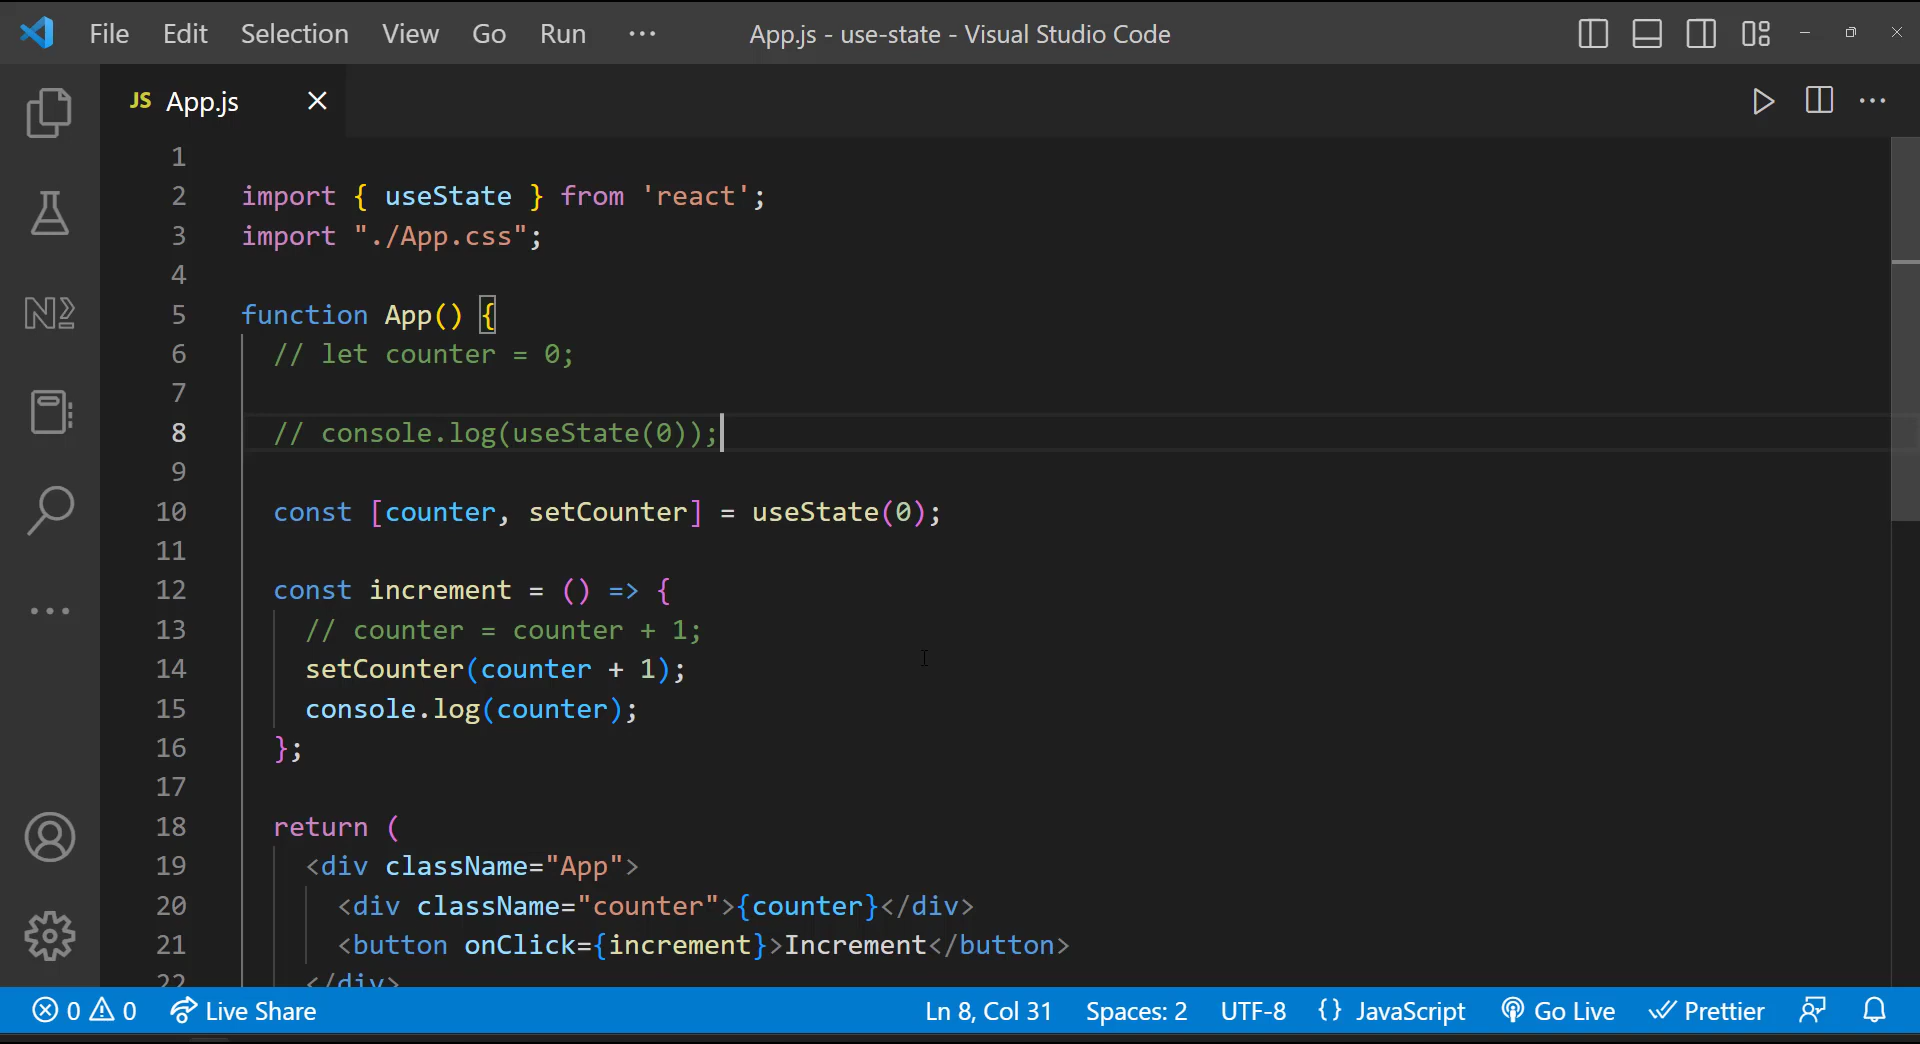 File Edit Selection View Go Run ··· App.js - use-state - Visual Studio Code
JS App.js
1
2 import { useState } from 'react';
3 import "./App.css";
4
5 function App() {
6 // let counter = 0;
7
8 // console.log(useState(0));
9
10 const [counter, setCounter] = useState(0);
11
12 const increment = () => {
13 // counter = counter + 1;
14 setCounter(counter + 1);
15 console.log(counter);
16 };
17
18 return (
19 <div className="App">
20 <div className="counter">{counter}</div>
21 <button onClick={increment}>Increment</button>
22 </div>
0 0 Live Share Ln 8, Col 31 Spaces: 2 UTF-8 {} JavaScript Go Live Prettier